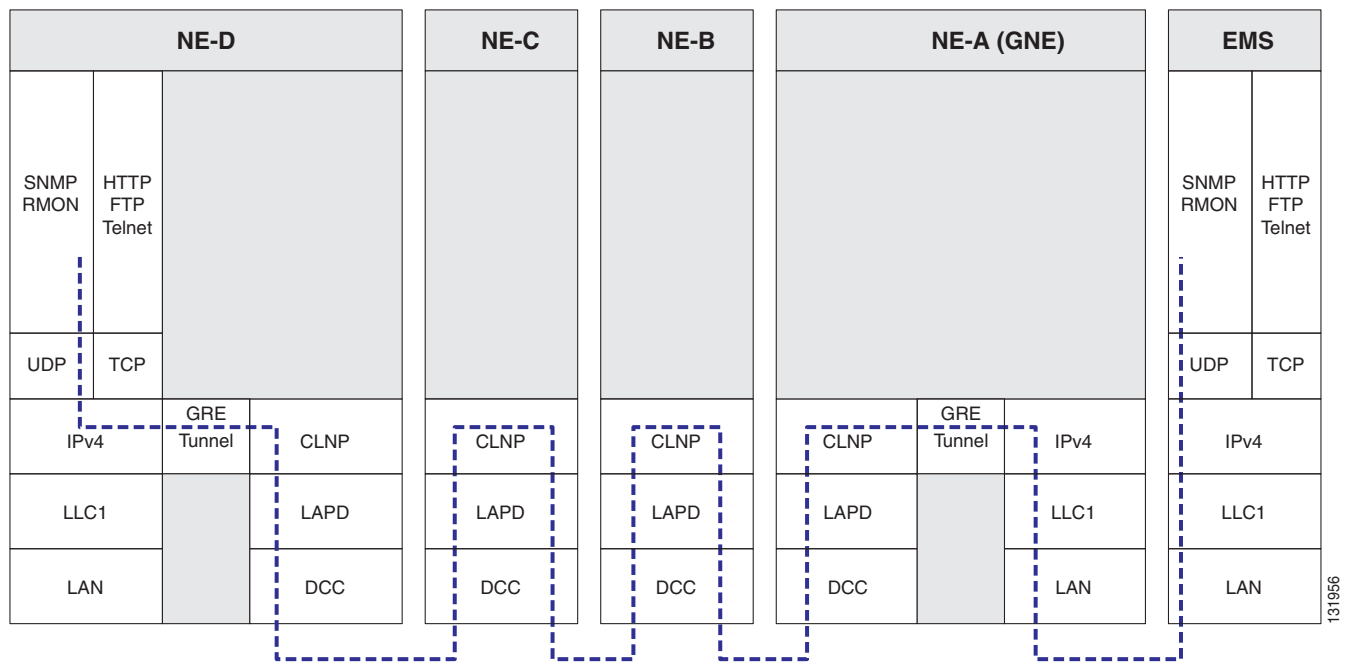 NE-D
NE-C
NE-B
NE-A (GNE)
EMS
SNMP
RMON
HTTP
FTP
Telnet
SNMP
RMON
HTTP
FTP
Telnet
UDP
TCP
UDP
TCP
IPv4
GRE
Tunnel
CLNP
CLNP
CLNP
CLNP
GRE
Tunnel
IPv4
IPv4
LLC1
LAPD
LAPD
LAPD
LAPD
LLC1
LLC1
LAN
DCC
DCC
DCC
DCC
LAN
LAN
131956